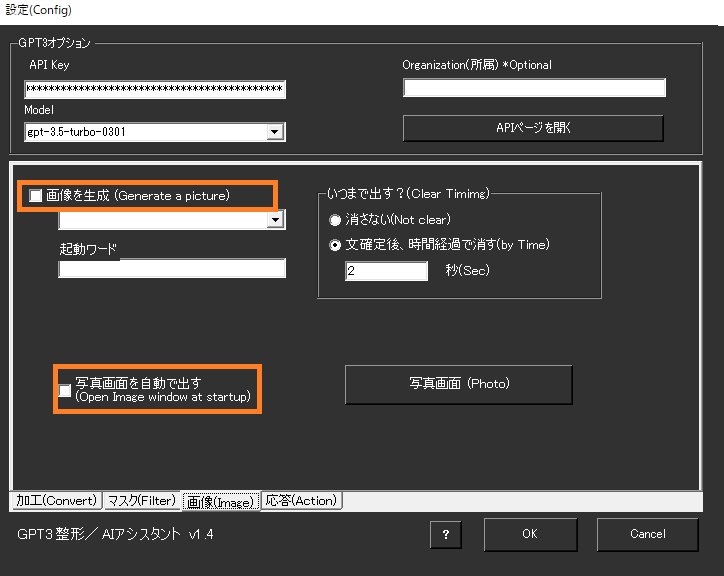 設定(Config)
GPT3オプション
API Key
Organization(所属) *Optional
********************************************
Model
gpt-3.5-turbo-0301
APIページを開く
画像を生成 (Generate a picture)
いつまで出す？(Clear Timimg)
消さない(Not clear)
起動ワード
文確定後、時間経過で消す(by Time)
2
秒(Sec)
写真画面を自動で出す
(Open Image window at startup)
写真画面 (Photo)
加工(Convert)
マスク(Filter)
画像(Image)
応答(Action)
GPT3 整形／ AIアシスタント v1.4
?
OK
Cancel